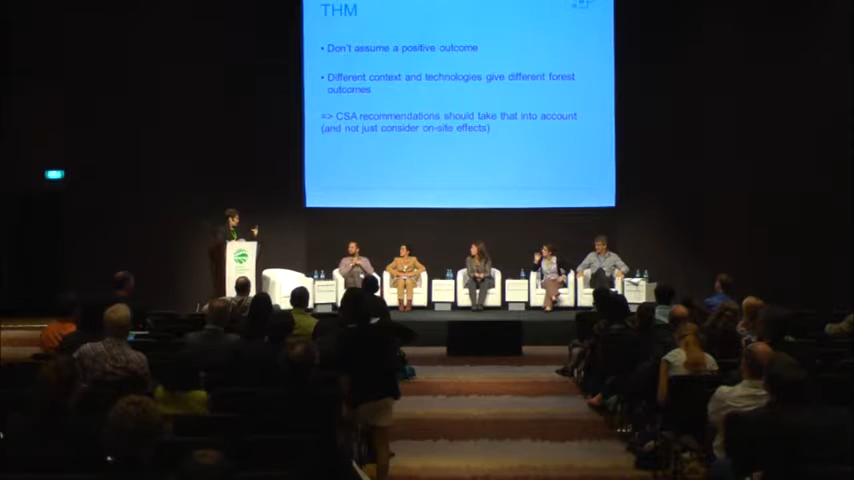 THM
• Don't assume a positive outcome
• Different context and technologies give different forest
outcomes
=> CSA recommendations should take that into account
(and not just consider on-site effects)